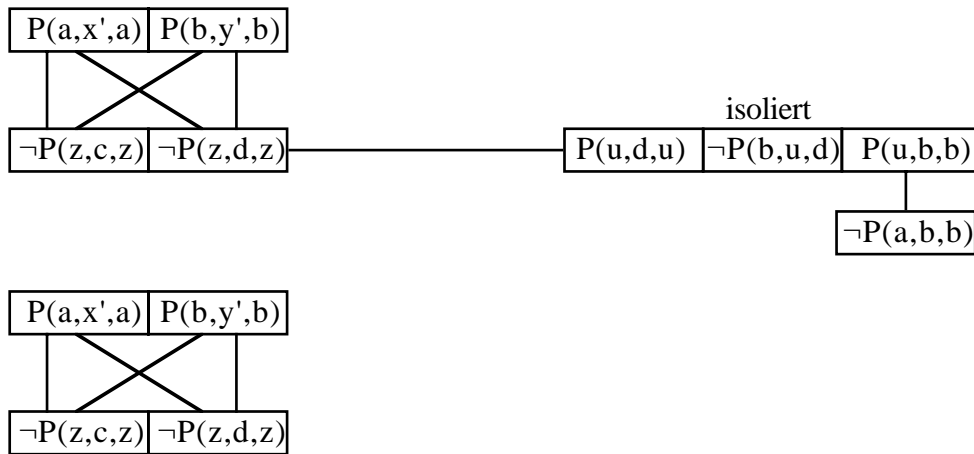 P(a,x',a) P(b,y',b)
isoliert
¬P(z,c,z) ¬P(z,d,z) P(u,d,u) ¬P(b,u,d) P(u,b,b)
¬P(a,b,b)
P(a,x',a) P(b,y',b)
¬P(z,c,z) ¬P(z,d,z)